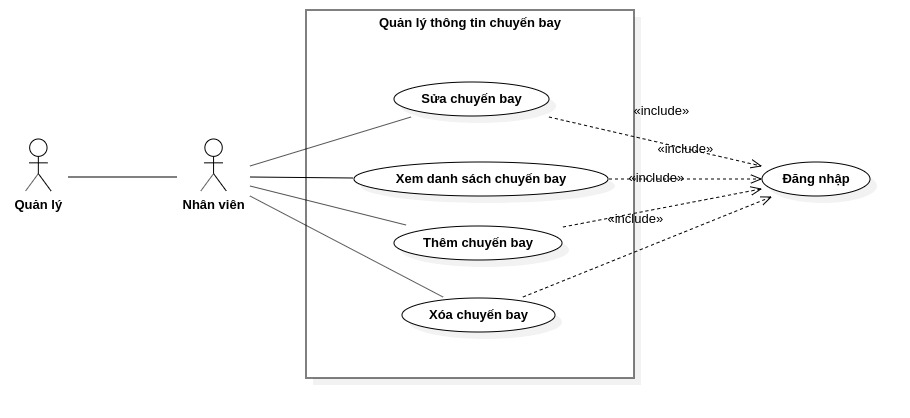 Quản lý thông tin chuyến bay
Sửa chuyến bay
«include»
«include»
Xem danh sách chuyến bay
«include»
Đăng nhập
Quản lý
Nhân viên
«include»
Thêm chuyến bay
Xóa chuyến bay